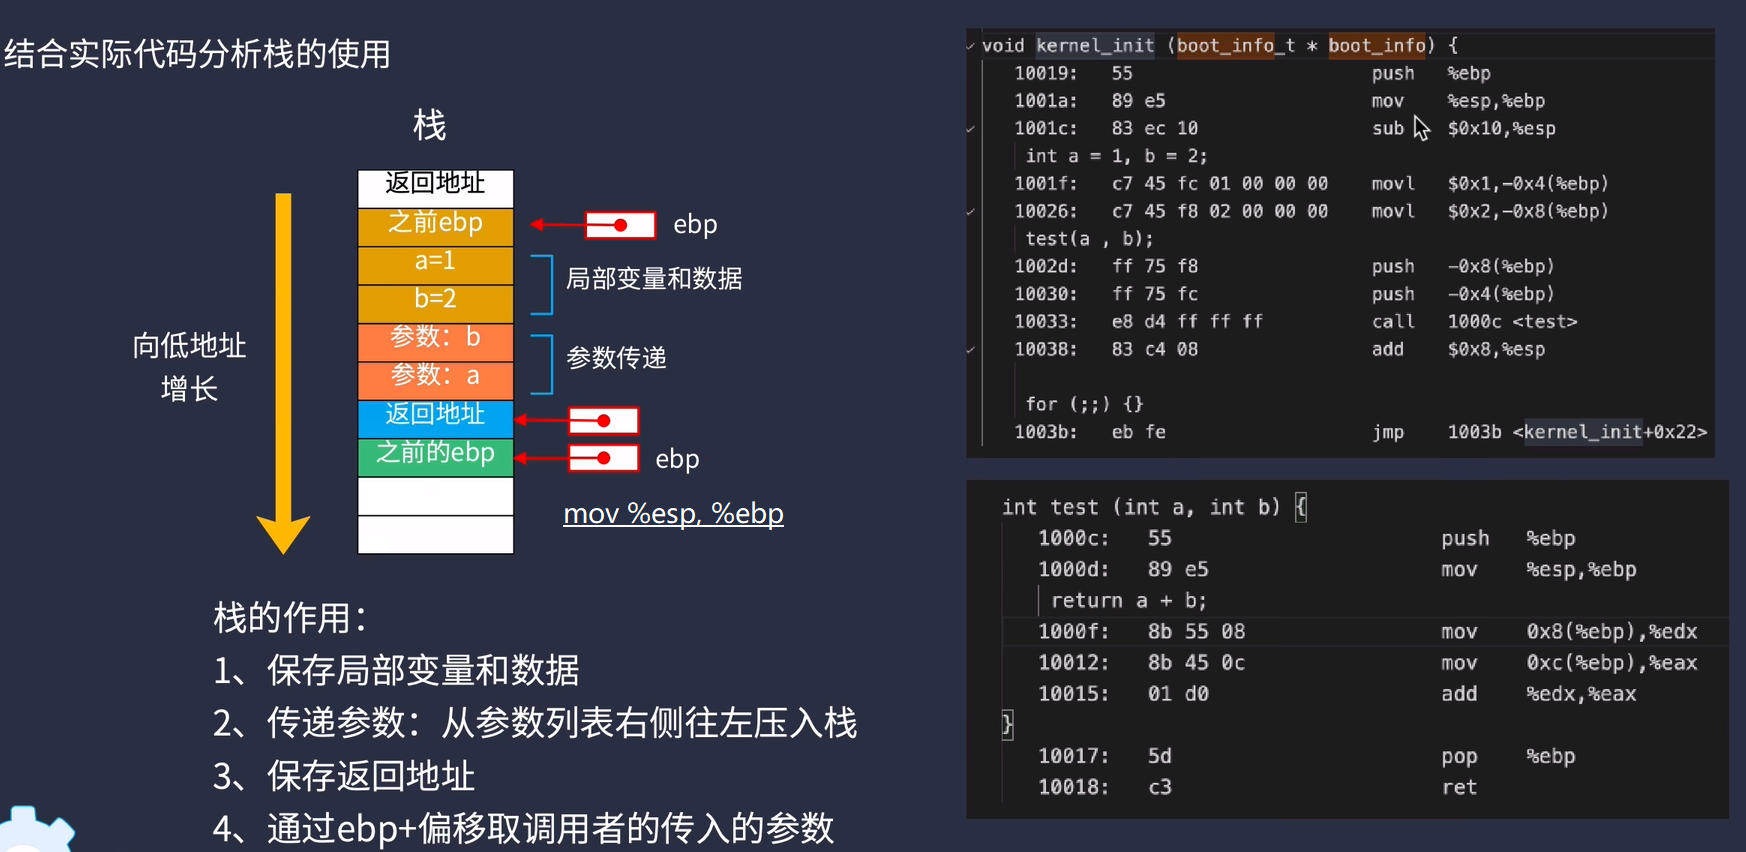 结合实际代码分析栈的使用
栈
返回地址
之前ebp
a=1
b=2
参数：b
参数：a
返回地址
之前的ebp
ebp
局部变量和数据
参数传递
ebp
mov %esp, %ebp
向低地址
增长
栈的作用：
1、保存局部变量和数据
2、传递参数：从参数列表右侧往左压入栈
3、保存返回地址
4、通过ebp+偏移取调用者的传入的参数
void kernel_init (boot_info_t * boot_info) {
10019: 55 push %ebp
1001a: 89 e5 mov %esp,%ebp
1001c: 83 ec 10 sub $0x10,%esp
int a = 1, b = 2;
1001f: c7 45 fc 01 00 00 00 movl $0x1,-0x4(%ebp)
10026: c7 45 f8 02 00 00 00 movl $0x2,-0x8(%ebp)
test(a , b);
1002d: ff 75 f8 push -0x8(%ebp)
10030: ff 75 fc push -0x4(%ebp)
10033: e8 d4 ff ff ff call 1000c <test>
10038: 83 c4 08 add $0x8,%esp
for (;;) {}
1003b: eb fe jmp 1003b <kernel_init+0x22>
int test (int a, int b) {
1000c: 55 push %ebp
1000d: 89 e5 mov %esp,%ebp
return a + b;
1000f: 8b 55 08 mov 0x8(%ebp),%edx
10012: 8b 45 0c mov 0xc(%ebp),%eax
10015: 01 d0 add %edx,%eax
}
10017: 5d pop %ebp
10018: c3 ret